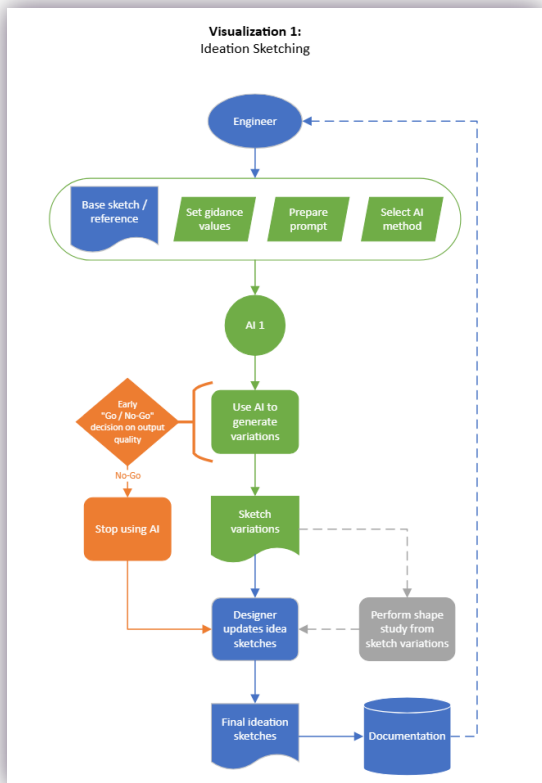 Visualization 1:
Ideation Sketching
Engineer
Base sketch /
reference
Set gidance
values
Prepare
prompt
Select AI
method
AI 1
Early
"Go / No-Go"
decision on output
quality
Use AI to
generate
variations
No-Go
Stop using AI
Sketch
variations
Designer
updates idea
sketches
Perform shape
study from
sketch variations
Final ideation
sketches
Documentation